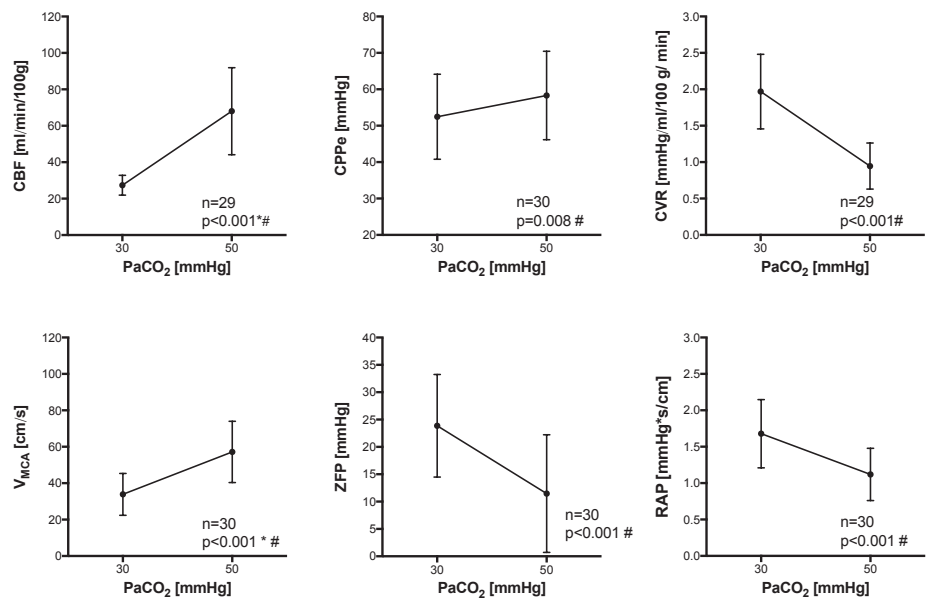 CBF [ml/min/100g]
120
100
80
60
40
20
0
n=29
p<0.001*#
30
50
PaCO2 [mmHg]
CPPe [mmHg]
80
70
60
50
40
30
20
n=30
p=0.008 #
30
50
PaCO2 [mmHg]
CVR [mmHg/ml/100 g/ min]
3.0
2.5
2.0
1.5
1.0
0.5
0.0
n=29
p<0.001#
30
50
PaCO2 [mmHg]
VMCA [cm/s]
120
100
80
60
40
20
0
n=30
p<0.001 * #
30
50
PaCO2 [mmHg]
ZFP [mmHg]
40
35
30
25
20
15
10
5
0
n=30
p<0.001 #
30
50
PaCO2 [mmHg]
RAP [mmHg*s/cm]
3.0
2.5
2.0
1.5
1.0
0.5
0.0
n=30
p<0.001 #
30
50
PaCO2 [mmHg]